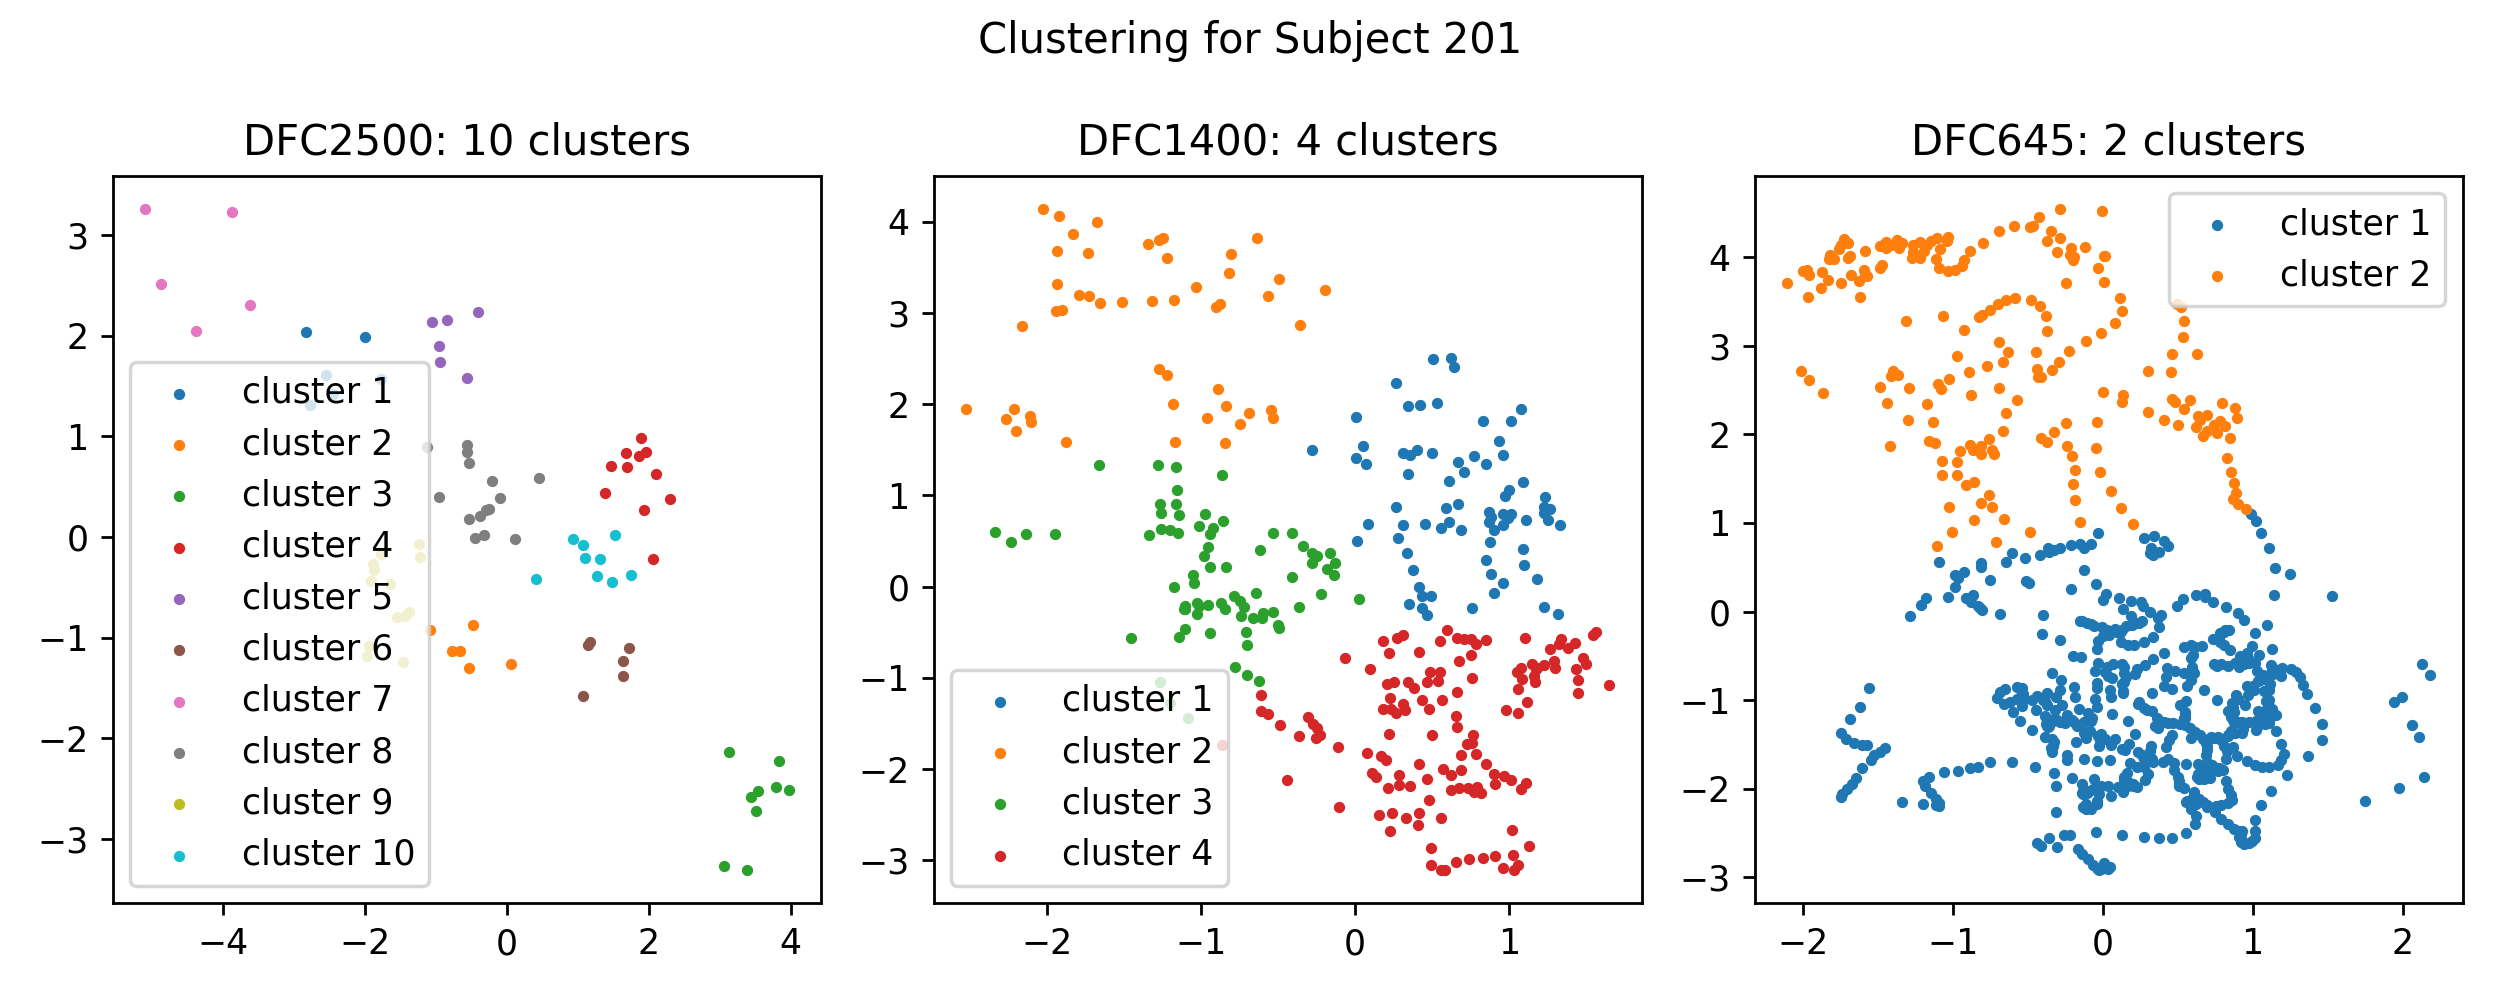 Clustering for Subject 201
DFC2500: 10 clusters
3
2
1
0
−1
−2
−3
cluster 1
cluster 2
cluster 3
cluster 4
cluster 5
cluster 6
cluster 7
cluster 8
cluster 9
cluster 10
−4
−2
0
2
4
DFC1400: 4 clusters
4
3
2
1
0
−1
−2
−3
cluster 1
cluster 2
cluster 3
cluster 4
−2
−1
0
1
DFC645: 2 clusters
4
3
2
1
0
−1
−2
−3
cluster 1
cluster 2
−2
−1
0
1
2